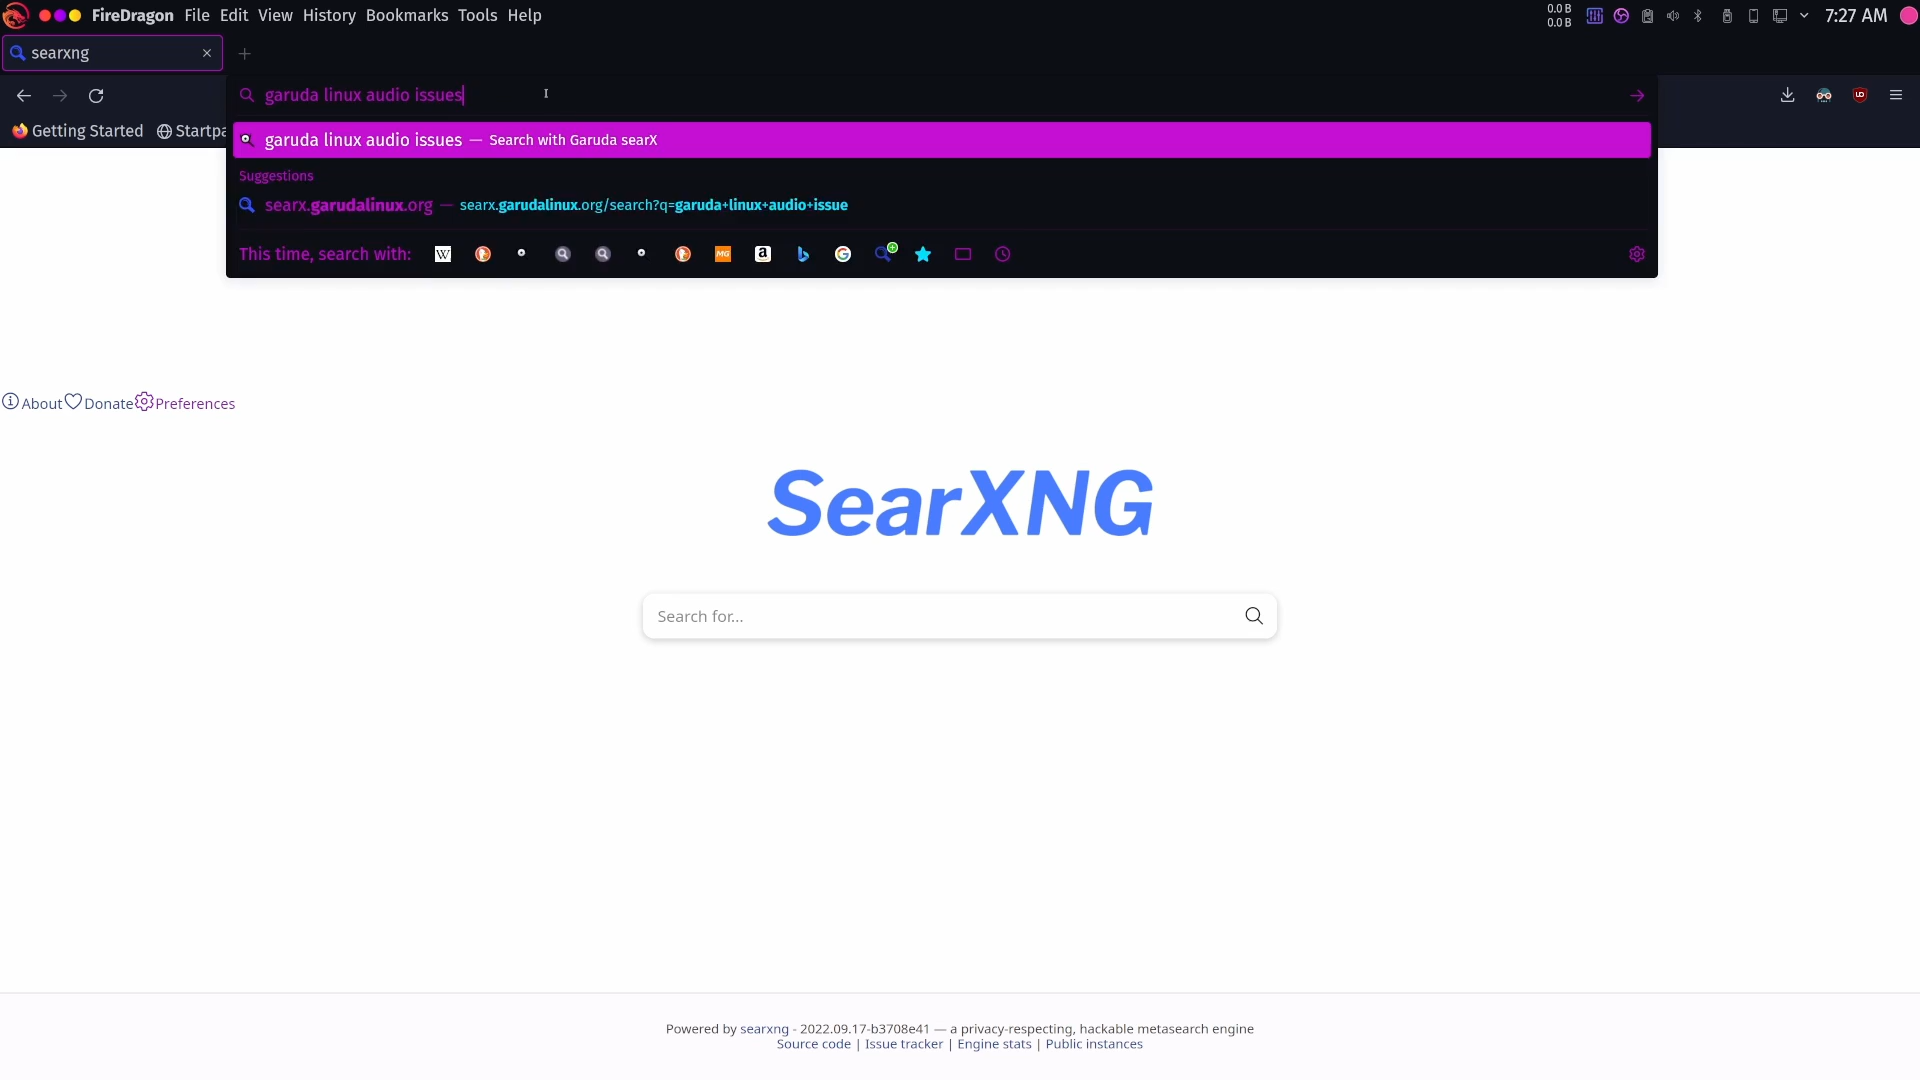 FireDragon File Edit View History Bookmarks Tools Help
0.0 B
0.0 B
7:27 AM
searxng
garuda linux audio issues
Getting Started Startpa
garuda linux audio issues — Search with Garuda searX
Suggestions
searx.garudalinux.org — searx.garudalinux.org/search?q=garuda+linux+audio+issue
This time, search with: W MG a b G
About Donate Preferences
SearXNG
Search for...
Powered by searxng - 2022.09.17-b3708e41 — a privacy-respecting, hackable metasearch engine
Source code | Issue tracker | Engine stats | Public instances